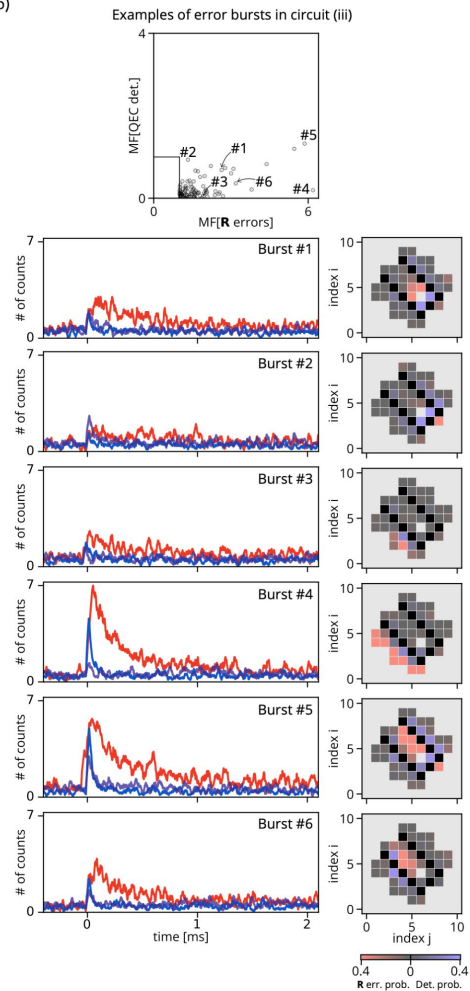 )
Examples of error bursts in circuit (iii)
4
MF[QEC det.]
#5
#1
#2
#3
#6
#4
0
0
6
MF[R errors]
7
# of counts
Burst #1
0
10
index i
5
0
7
# of counts
Burst #2
0
10
index i
5
0
7
# of counts
Burst #3
0
10
index i
5
0
7
# of counts
Burst #4
0
10
index i
5
0
7
# of counts
Burst #5
0
10
index i
5
0
7
# of counts
Burst #6
0
10
index i
5
0
0
1
2
time [ms]
0
5
10
index j
0.4
0
0.4
R err. prob.
Det. prob.